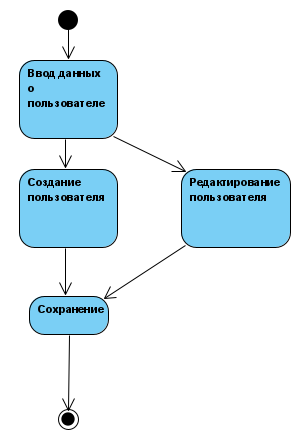 Ввод данных
о
пользователе
Создание
пользователя
Редактирование
пользователя
Сохранение